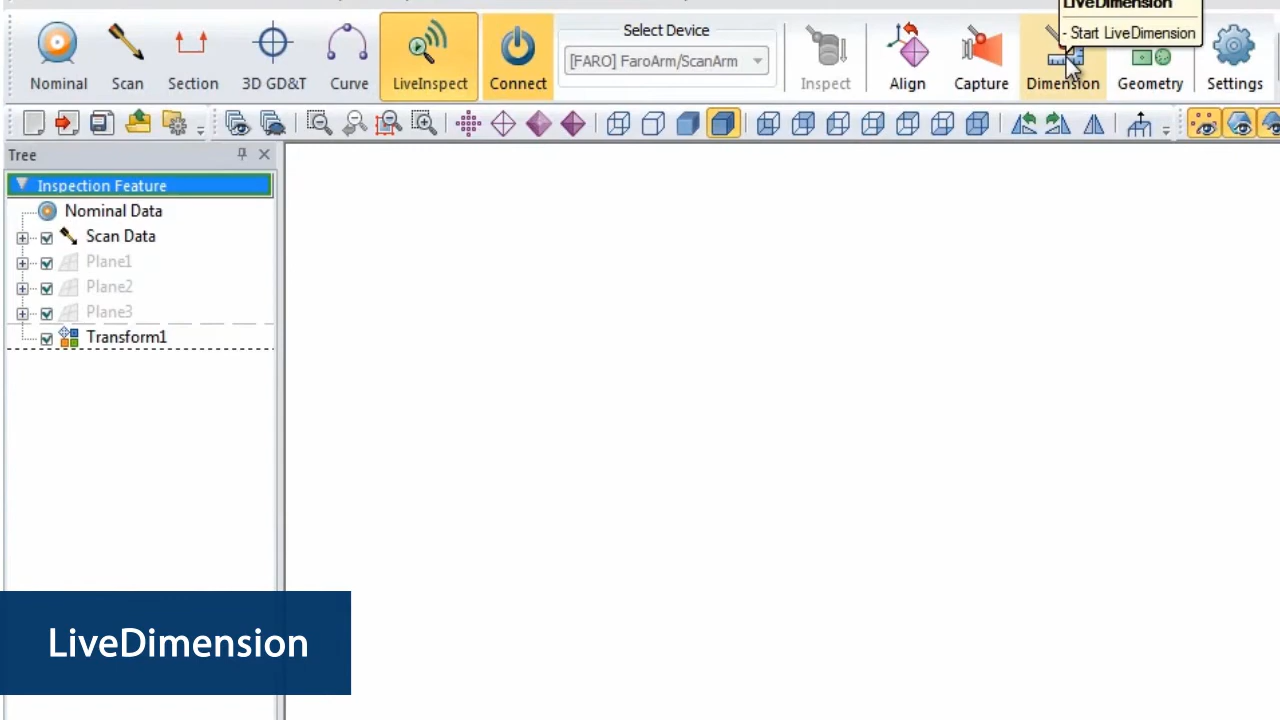 LiveDimension
- Start LiveDimension
Select Device
[FARO] FaroArm/ScanArm
Nominal
Scan
Section
3D GD&T
Curve
LiveInspect
Connect
Inspect
Align
Capture
Dimension
Geometry
Settings
Tree
Inspection Feature
Nominal Data
Scan Data
Plane1
Plane2
Plane3
Transform1
LiveDimension